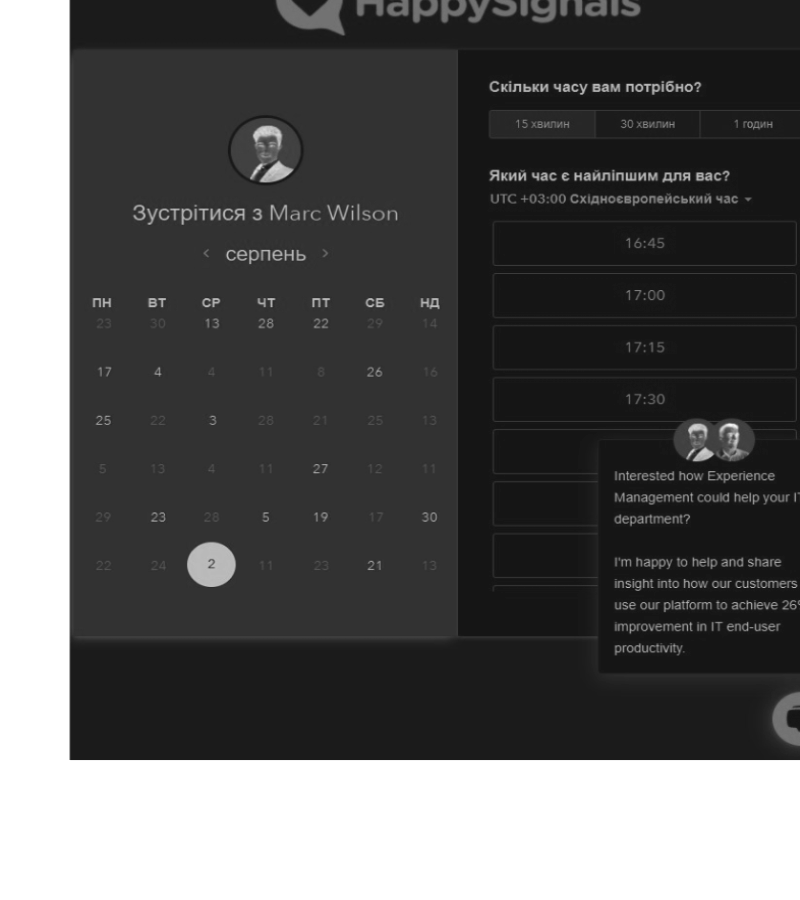 HappySignals
Зустрітися з Marc Wilson
серпень
ПН ВТ СР ЧТ ПТ СБ НД
23 30 13 28 22 29 14
17 4 4 11 8 26 16
25 22 3 28 21 25 13
5 13 4 11 27 12 11
29 23 28 5 19 17 30
22 24 2 11 23 21 13
Скільки часу вам потрібно?
15 хвилин 30 хвилин 1 годин
Який час є найліпшим для вас?
UTC +03:00 Східноєвропейський час
16:45
17:00
17:15
17:30
Interested how Experience
Management could help your IT
department?
I'm happy to help and share
insight into how our customers
use our platform to achieve 26%
improvement in IT end-user
productivity.